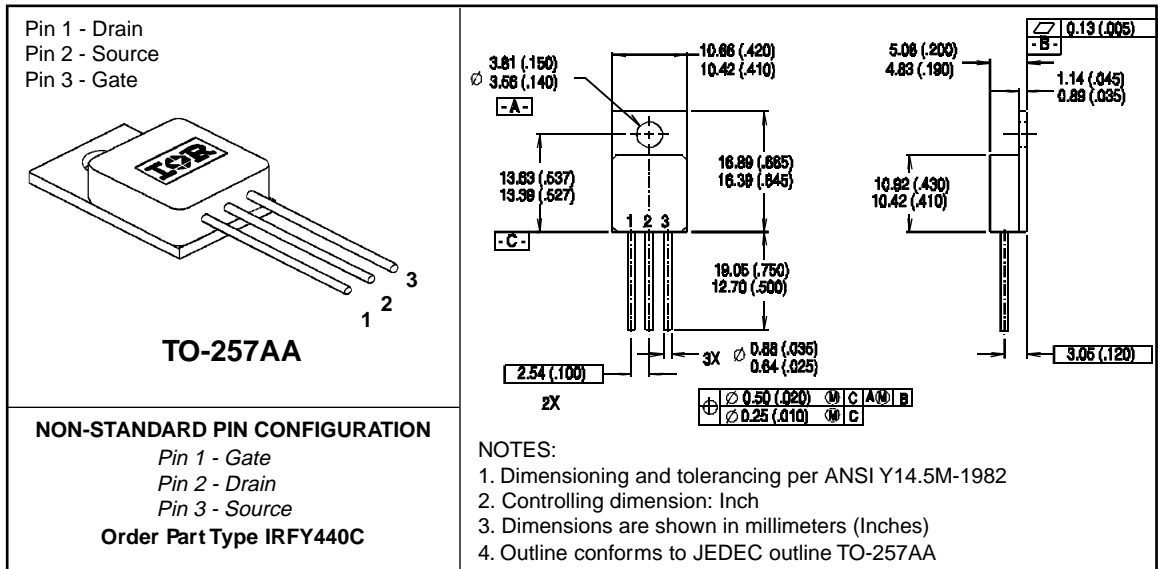 Pin 1 - Drain
Pin 2 - Source
Pin 3 - Gate
IOR
3
2
1
TO-257AA
NON-STANDARD PIN CONFIGURATION
Pin 1 - Gate
Pin 2 - Drain
Pin 3 - Source
Order Part Type IRFY440C
3.81 (.150)
Ø 3.56 (.140)
- A -
10.66 (.420)
10.42 (.410)
13.63 (.537)
13.39 (.527)
16.89 (.665)
16.39 (.645)
1 2 3
- C -
19.05 (.750)
12.70 (.500)
3X Ø 0.88 (.035)
0.64 (.025)
2.54 (.100)
2X
Ø 0.50 (.020) Ⓜ C A Ⓜ B
Ø 0.25 (.010) Ⓜ C
0.13 (.005)
- B -
5.08 (.200)
4.83 (.190)
1.14 (.045)
0.89 (.035)
10.92 (.430)
10.42 (.410)
3.05 (.120)
NOTES:
1. Dimensioning and tolerancing per ANSI Y14.5M-1982
2. Controlling dimension: Inch
3. Dimensions are shown in millimeters (Inches)
4. Outline conforms to JEDEC outline TO-257AA